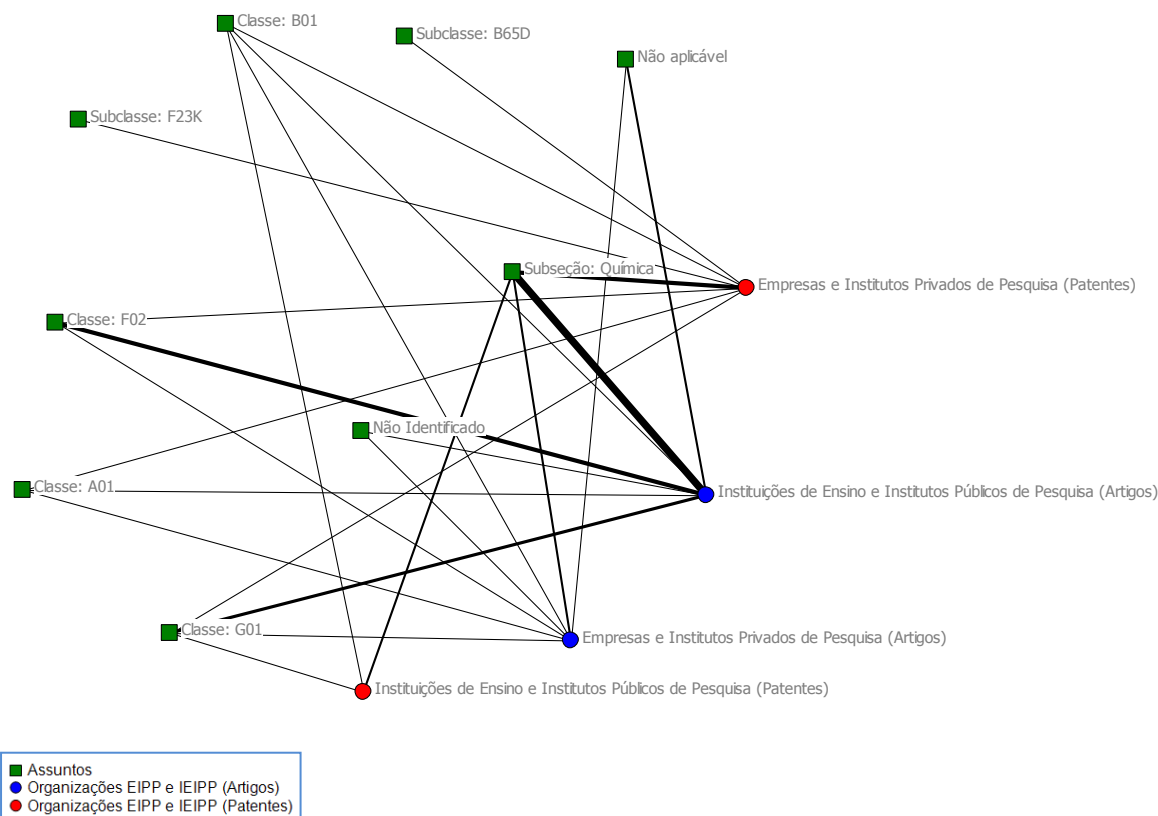 Classe: B01
Subclasse: B65D
Não aplicável
Subclasse: F23K
Subseção: Química
Empresas e Institutos Privados de Pesquisa (Patentes)
Classe: F02
Não Identificado
Classe: A01
Instituições de Ensino e Institutos Públicos de Pesquisa (Artigos)
Classe: G01
Empresas e Institutos Privados de Pesquisa (Artigos)
Instituições de Ensino e Institutos Públicos de Pesquisa (Patentes)
Assuntos
Organizações EIPP e IEIPP (Artigos)
Organizações EIPP e IEIPP (Patentes)